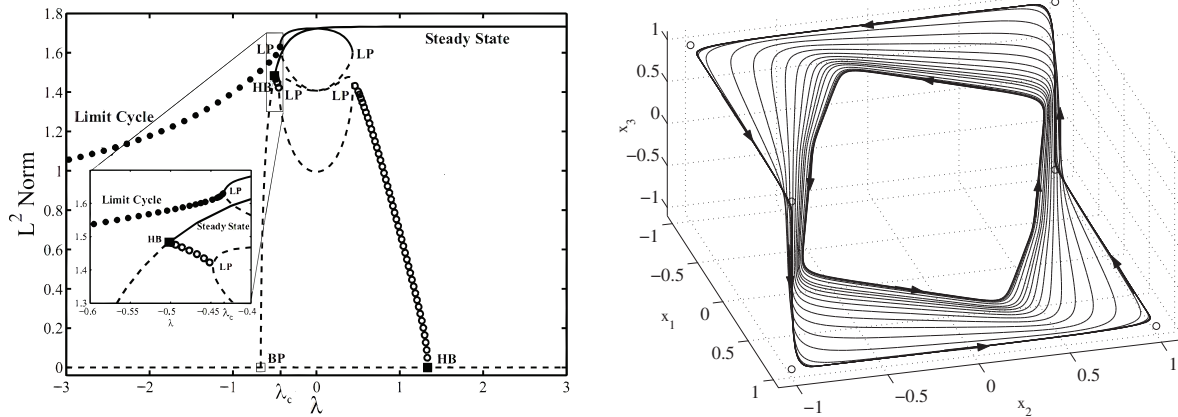 1.8
1.6
1.4
1.2
1
0.8
0.6
0.4
0.2
0
L² Norm
Steady State
LP
LP
HB
LP
LP
Limit Cycle
BP
HB
−3
−2
−1
λc
0
1
2
3
λ
1.6
1.5
1.4
1.3
Limit Cycle
LP
Steady State
HB
LP
−0.6
−0.55
−0.5
−0.45
λc
−0.4
λ
1
0.5
0
−0.5
−1
x₃
−1
−0.5
0
0.5
1
x₁
−1
−0.5
0
0.5
1
x₂